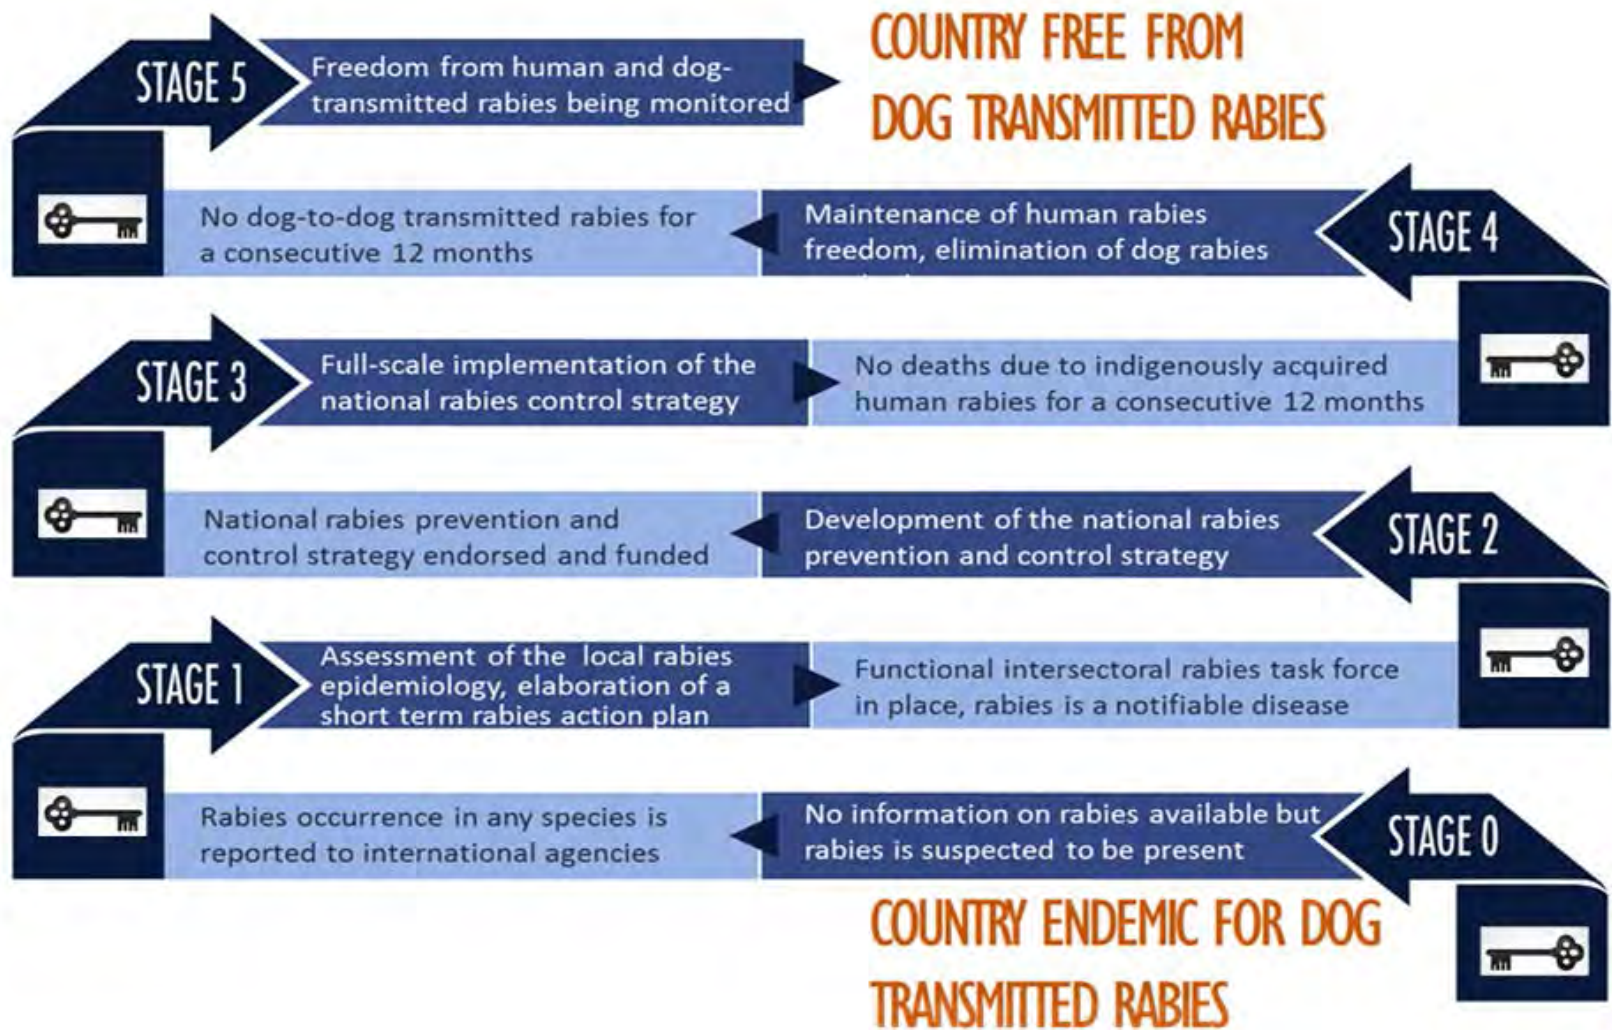 COUNTRY FREE FROM
DOG TRANSMITTED RABIES
STAGE 5
Freedom from human and dog-
transmitted rabies being monitored
No dog-to-dog transmitted rabies for
a consecutive 12 months
Maintenance of human rabies
freedom, elimination of dog rabies
STAGE 4
STAGE 3
Full-scale implementation of the
national rabies control strategy
No deaths due to indigenously acquired
human rabies for a consecutive 12 months
National rabies prevention and
control strategy endorsed and funded
Development of the national rabies
prevention and control strategy
STAGE 2
STAGE 1
Assessment of the local rabies
epidemiology, elaboration of a
short term rabies action plan
Functional intersectoral rabies task force
in place, rabies is a notifiable disease
Rabies occurrence in any species is
reported to international agencies
No information on rabies available but
rabies is suspected to be present
STAGE 0
COUNTRY ENDEMIC FOR DOG
TRANSMITTED RABIES